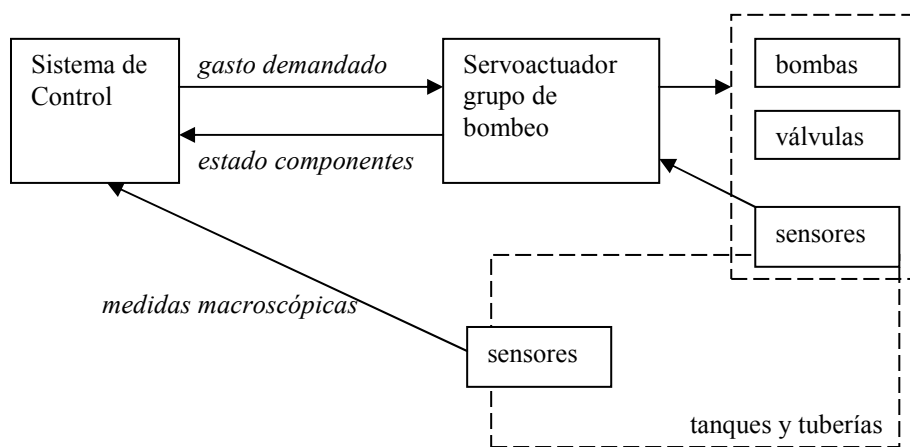 Sistema de
Control
gasto demandado
estado componentes
Servoactuador
grupo de
bombeo
bombas
válvulas
sensores
medidas macroscópicas
sensores
tanques y tuberías